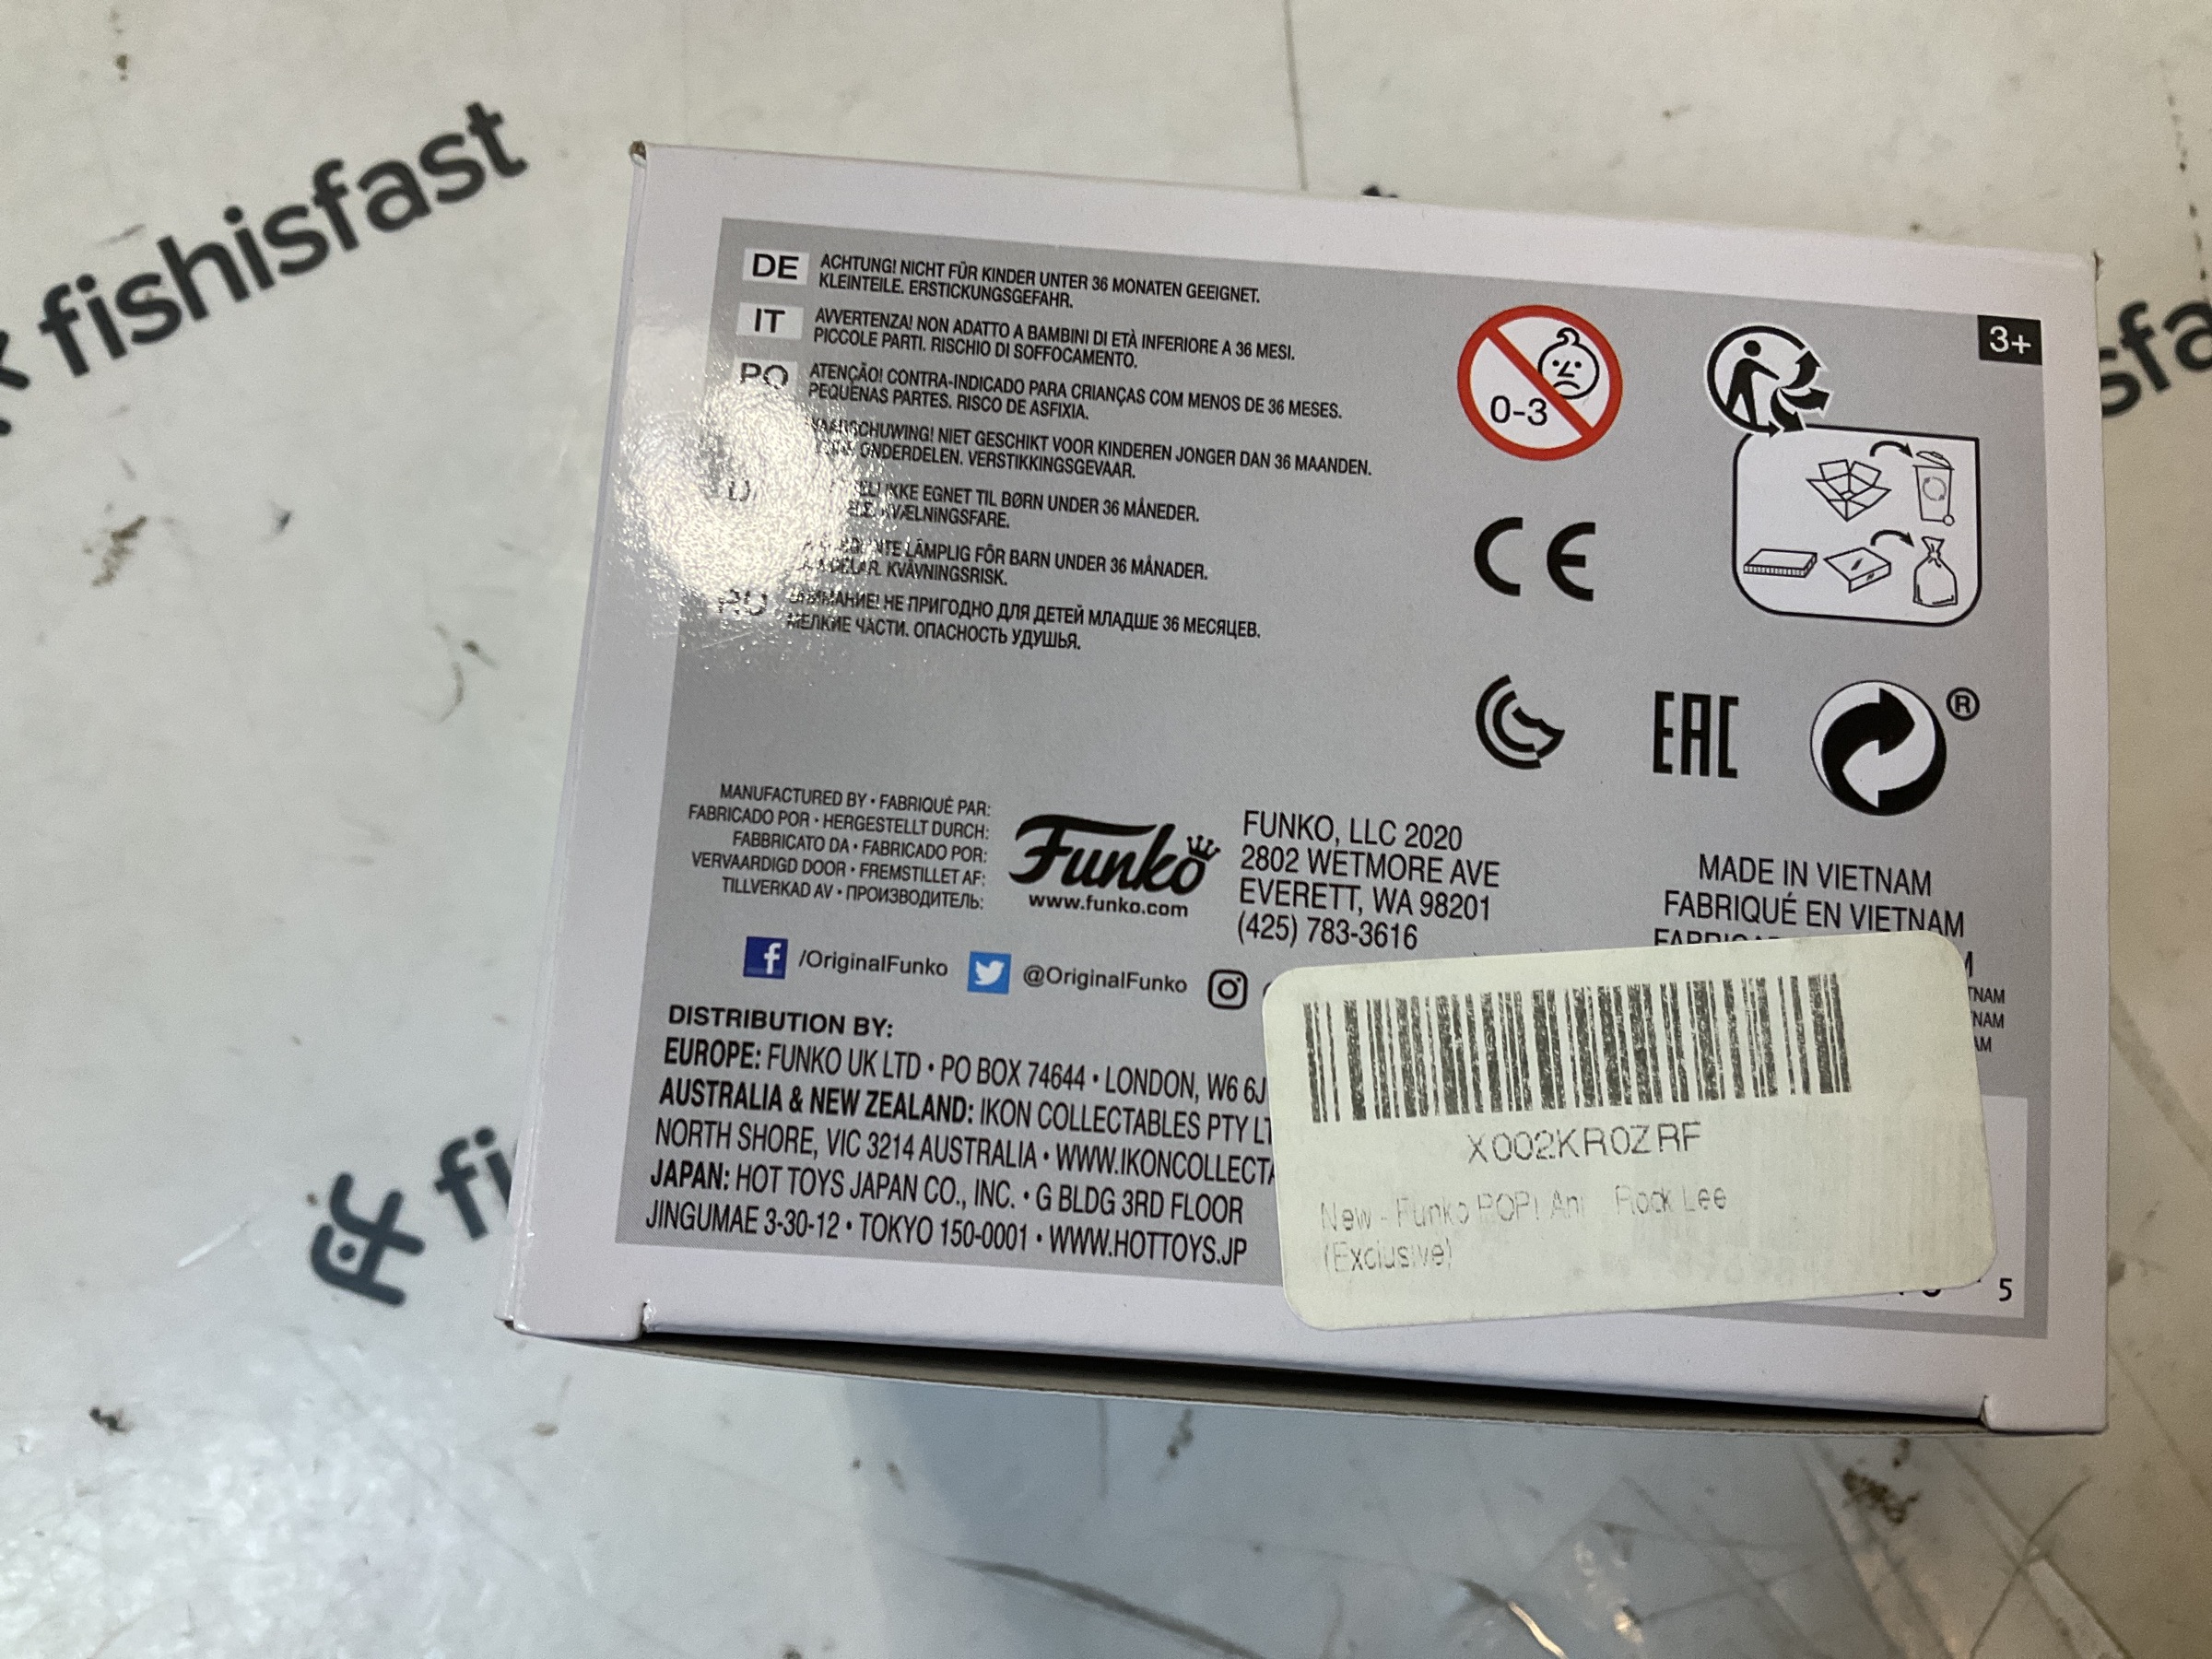 fishisfast
DE ACHTUNG! NICHT FÜR KINDER UNTER 36 MONATEN GEEIGNET.
KLEINTEILE. ERSTICKUNGSGEFAHR.
IT AVVERTENZA! NON ADATTO A BAMBINI DI ETÀ INFERIORE A 36 MESI.
PICCOLE PARTI. RISCHIO DI SOFFOCAMENTO.
PO ATENÇÃO! CONTRA-INDICADO PARA CRIANÇAS COM MENOS DE 36 MESES.
PEQUENAS PARTES. RISCO DE ASFIXIA.
WAARSCHUWING! NIET GESCHIKT VOOR KINDEREN JONGER DAN 36 MAANDEN.
ONDERDELEN. VERSTIKKINGSGEVAAR.
IKKE EGNET TIL BØRN UNDER 36 MÅNEDER.
KVÆLNINGSFARE.
INTE LÄMPLIG FÖR BARN UNDER 36 MÅNADER.
KVÄVNINGSRISK.
RU ВНИМАНИЕ! НЕ ПРИГОДНО ДЛЯ ДЕТЕЙ МЛАДШЕ 36 МЕСЯЦЕВ.
МЕЛКИЕ ЧАСТИ. ОПАСНОСТЬ УДУШЬЯ.
0-3
3+
CE
EAC
®
MANUFACTURED BY • FABRIQUÉ PAR:
FABRICADO POR • HERGESTELLT DURCH:
FABBRICATO DA • FABRICADO POR:
VERVAARDIGD DOOR • FREMSTILLET AF:
TILLVERKAD AV • ПРОИЗВОДИТЕЛЬ:
Funko
www.funko.com
FUNKO, LLC 2020
2802 WETMORE AVE
EVERETT, WA 98201
(425) 783-3616
MADE IN VIETNAM
FABRIQUÉ EN VIETNAM
/OriginalFunko @OriginalFunko
DISTRIBUTION BY:
EUROPE: FUNKO UK LTD • PO BOX 74644 • LONDON, W6 6J
AUSTRALIA & NEW ZEALAND: IKON COLLECTABLES PTY LT
NORTH SHORE, VIC 3214 AUSTRALIA • WWW.IKONCOLLECTA
JAPAN: HOT TOYS JAPAN CO., INC. • G BLDG 3RD FLOOR
JINGUMAE 3-30-12 • TOKYO 150-0001 • WWW.HOTTOYS.JP
X002KR0ZRF
New - Funko POP! Ani Rock Lee
(Exclusive)
5